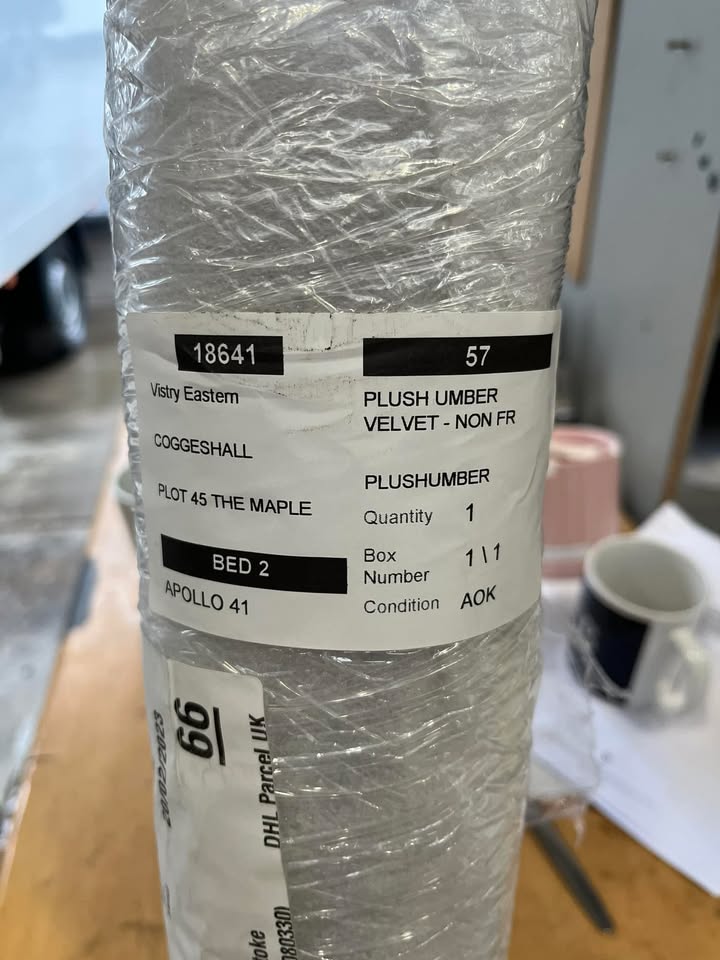 18641
Vistry Eastern
COGGESHALL
PLOT 45 THE MAPLE
BED 2
APOLLO 41
57
PLUSH UMBER
VELVET - NON FR
PLUSHUMBER
Quantity 1
Box
Number 1\1
Condition AOK
66
DHL Parcel UK